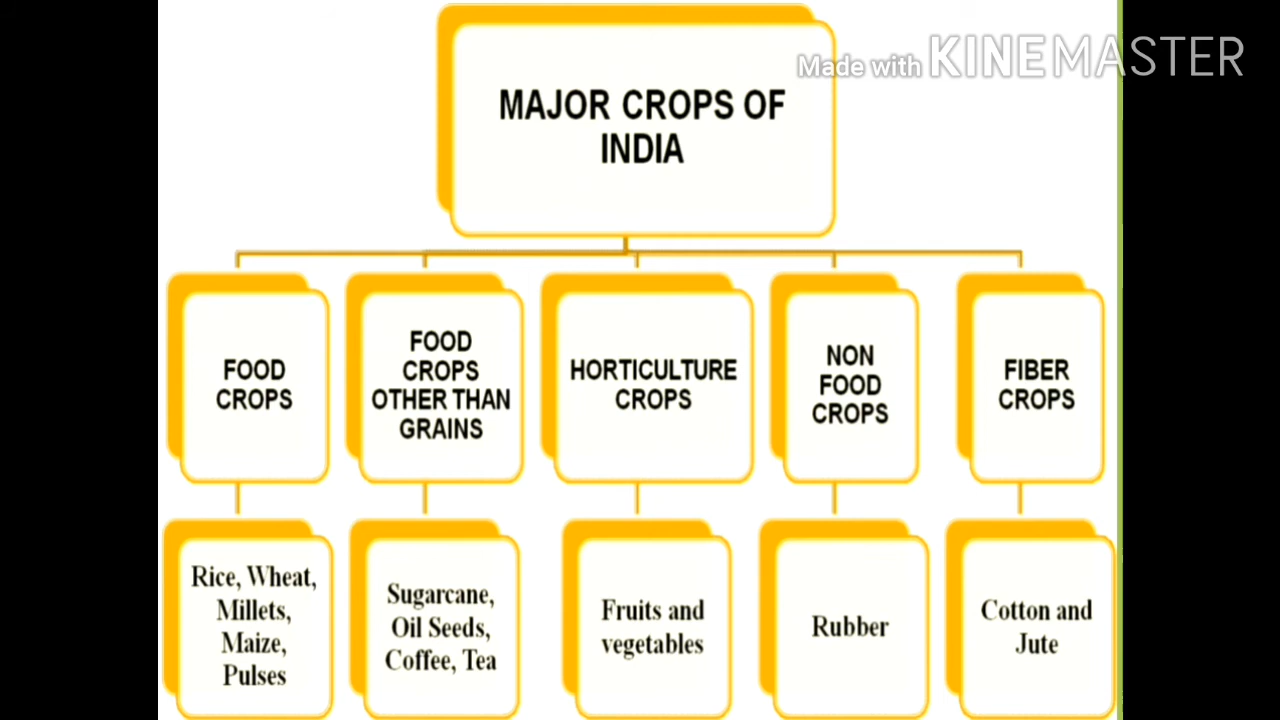 Made with KINEMASTER
MAJOR CROPS OF
INDIA
FOOD
CROPS
FOOD
CROPS
OTHER THAN
GRAINS
HORTICULTURE
CROPS
NON
FOOD
CROPS
FIBER
CROPS
Rice, Wheat,
Millets,
Maize,
Pulses
Sugarcane,
Oil Seeds,
Coffee, Tea
Fruits and
vegetables
Rubber
Cotton and
Jute